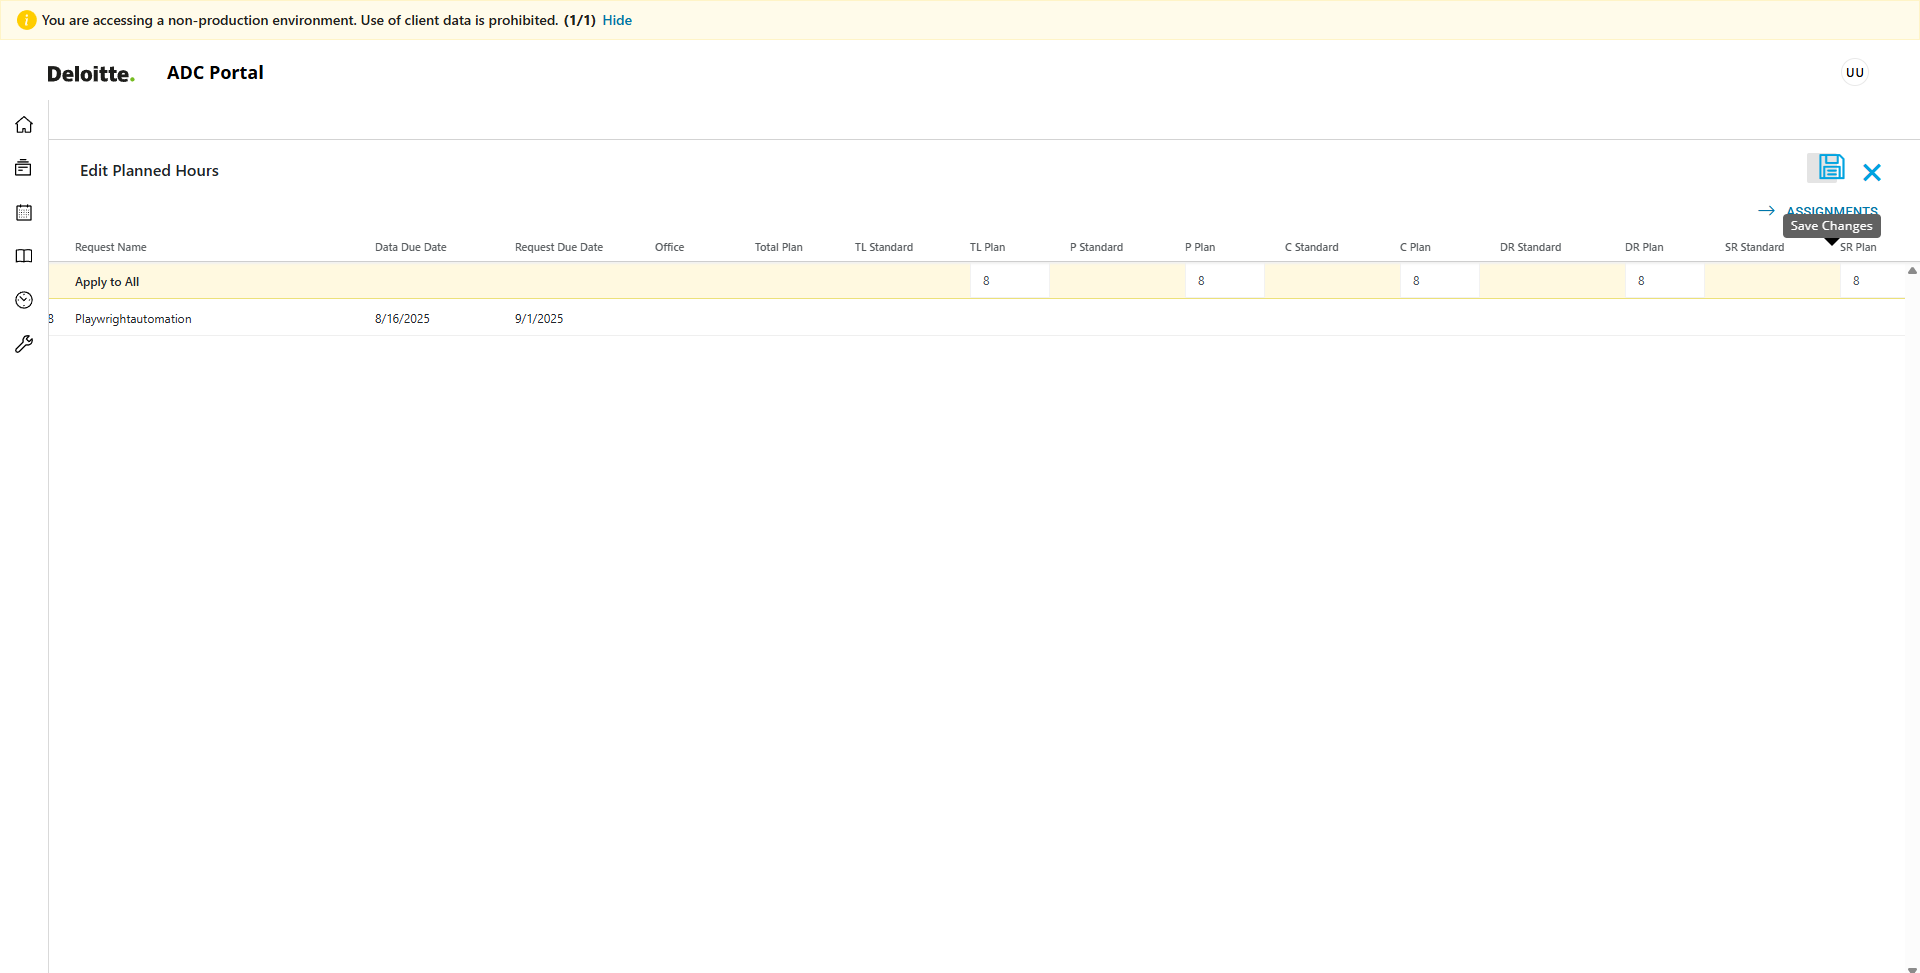 You are accessing a non-production environment. Use of client data is prohibited. (1/1) Hide
Deloitte. ADC Portal UU
Edit Planned Hours
ASSIGNMENTS
Save Changes
Request Name Data Due Date Request Due Date Office Total Plan TL Standard TL Plan P Standard P Plan C Standard C Plan DR Standard DR Plan SR Standard SR Plan
Apply to All 8 8 8 8 8
8 Playwrightautomation 8/16/2025 9/1/2025